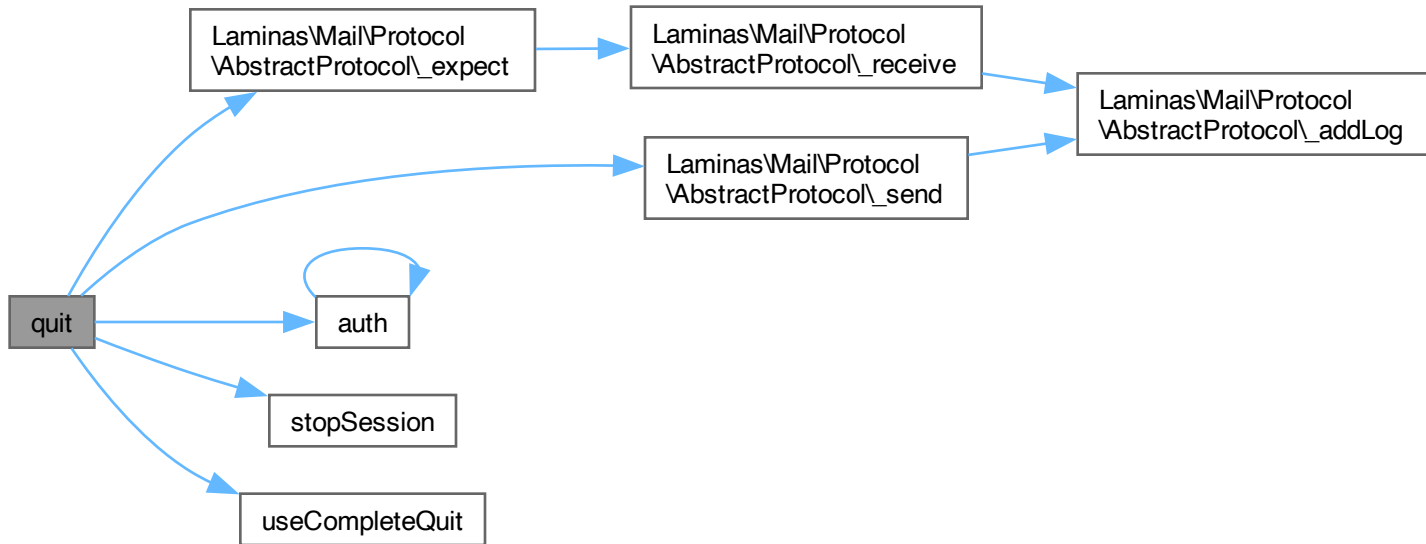 Laminas\Mail\Protocol
\AbstractProtocol\_expect
Laminas\Mail\Protocol
\AbstractProtocol\_receive
Laminas\Mail\Protocol
\AbstractProtocol\_addLog
Laminas\Mail\Protocol
\AbstractProtocol\_send
quit
auth
stopSession
useCompleteQuit